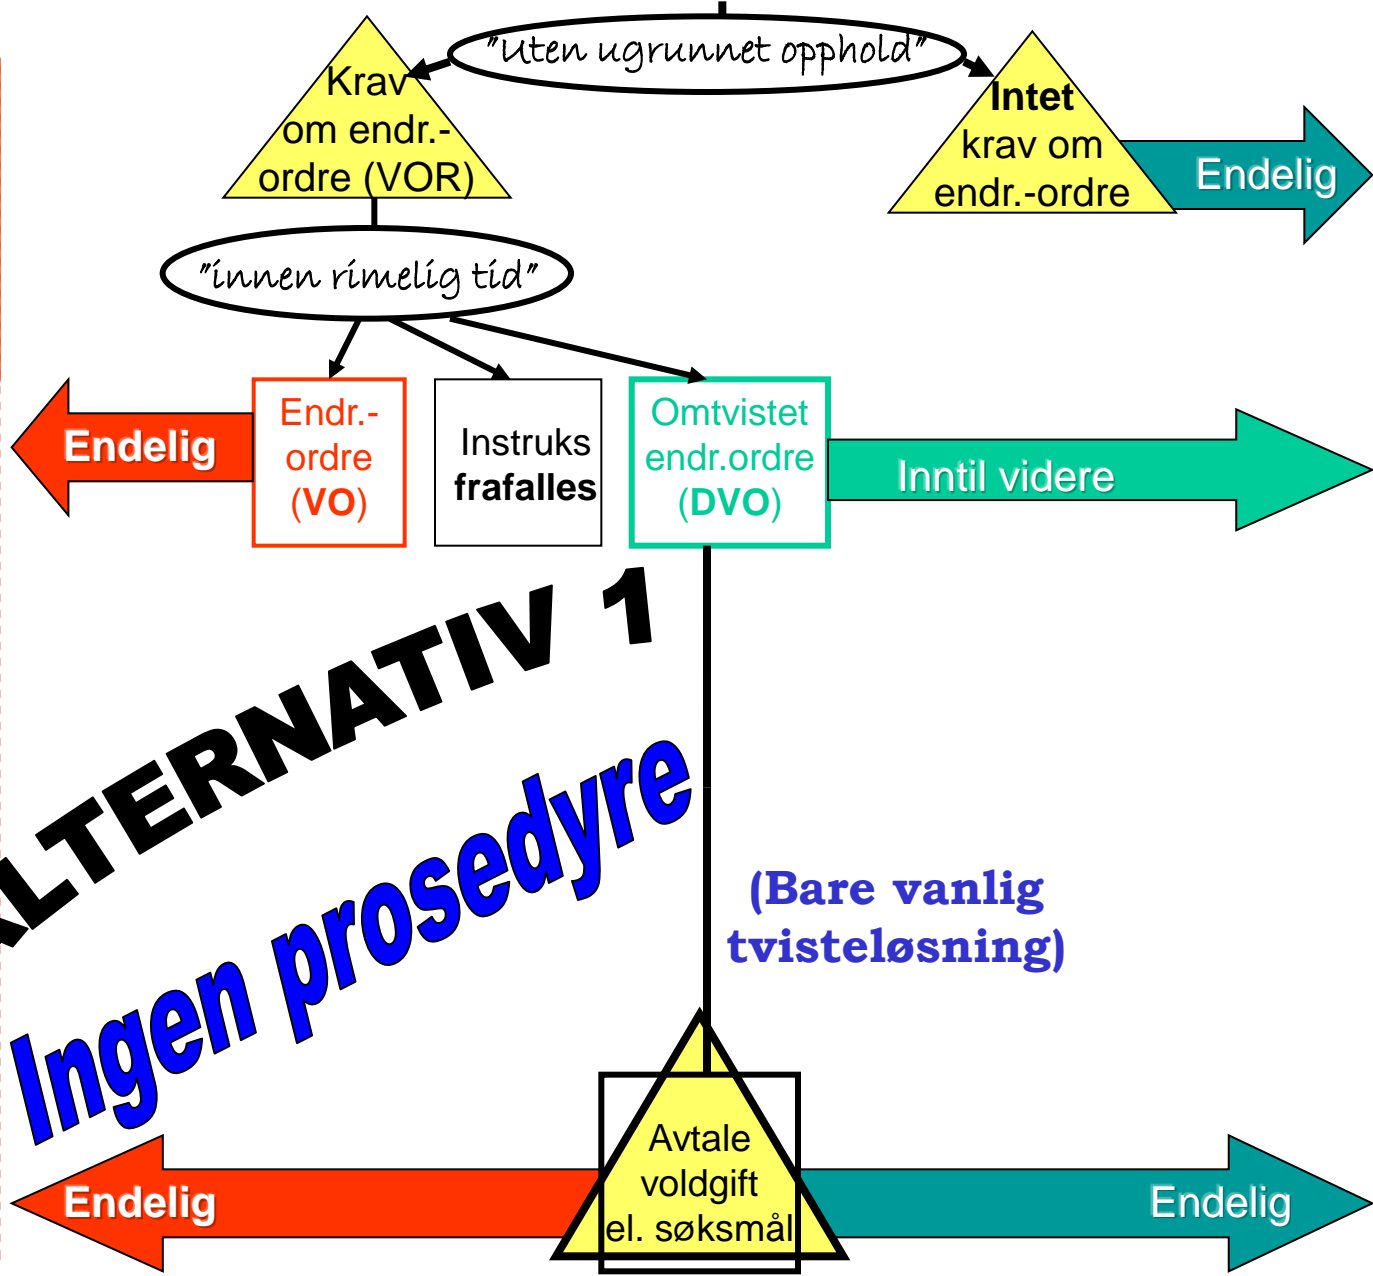 "Uten ugrunnet opphold"
Krav
om endr.-
ordre (VOR)
Intet
krav om
endr.-ordre
Endelig
"innen rimelig tid"
Endelig
Endr.-
ordre
(VO)
Instruks
frafalles
Omtvistet
endr.ordre
(DVO)
Inntil videre
ALTERNATIV 1
Ingen prosedyre
(Bare vanlig
tvisteløsning)
Endelig
Avtale
voldgift
el. søksmål
Endelig